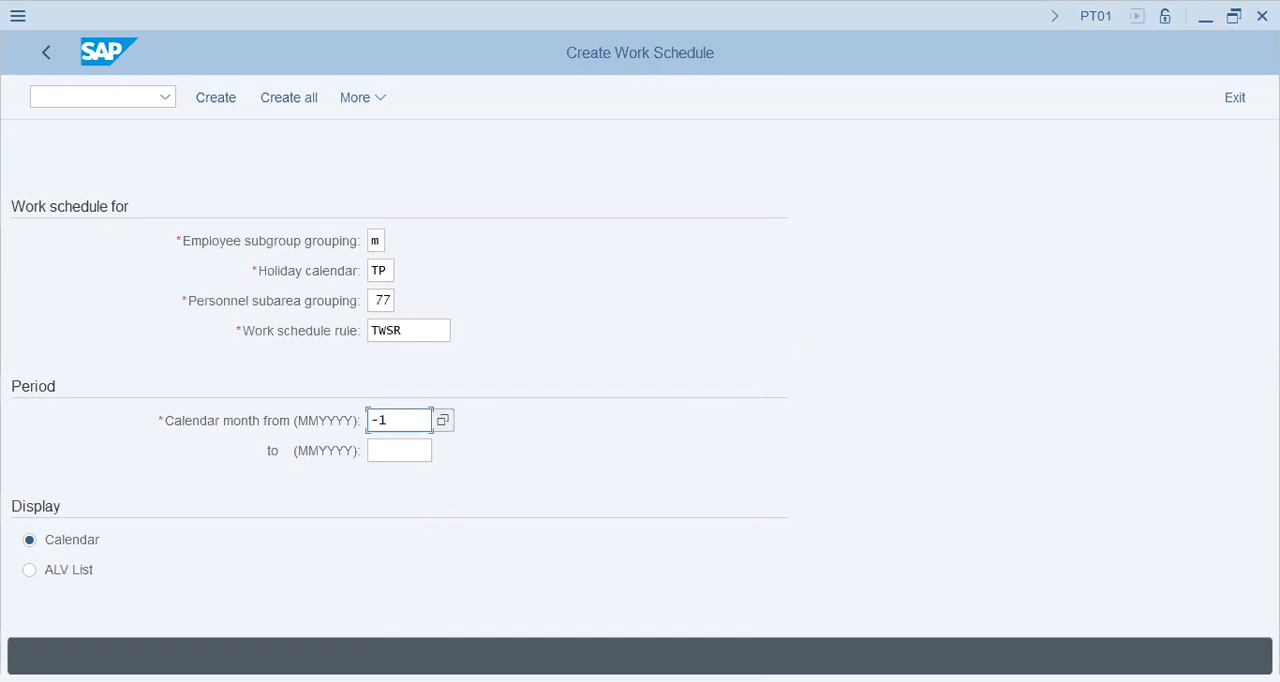 PT01
SAP
Create Work Schedule
Create Create all More Exit
Work schedule for
*Employee subgroup grouping: m
*Holiday calendar: TP
*Personnel subarea grouping: 77
*Work schedule rule: TWSR
Period
*Calendar month from (MMYYYY): -1
to (MMYYYY):
Display
Calendar
ALV List